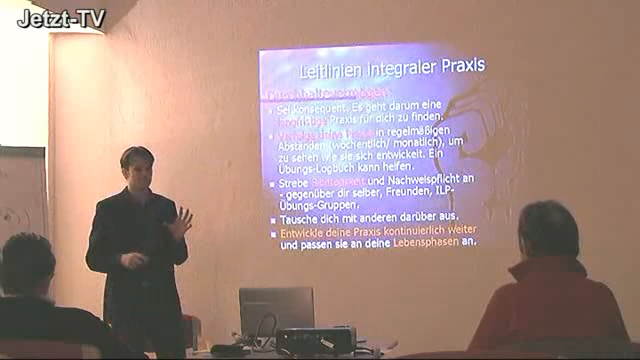 Jetzt-TV
Leitlinien integraler Praxis
Durchhaltevermögen
Sei konsequent. Es geht darum eine
Praxis für dich zu finden.
deine Praxis in regelmäßigen
Abständen (wöchentlich/ monatlich), um
zu sehen wie sie sich entwickelt. Ein
Übungs-Logbuch kann helfen.
Strebe und Nachweispflicht an
- gegenüber dir selber, Freunden, ILP-
Übungs-Gruppen.
Tausche dich mit anderen darüber aus.
Entwickle deine Praxis kontinuierlich weiter
und passen sie an deine Lebensphasen an.